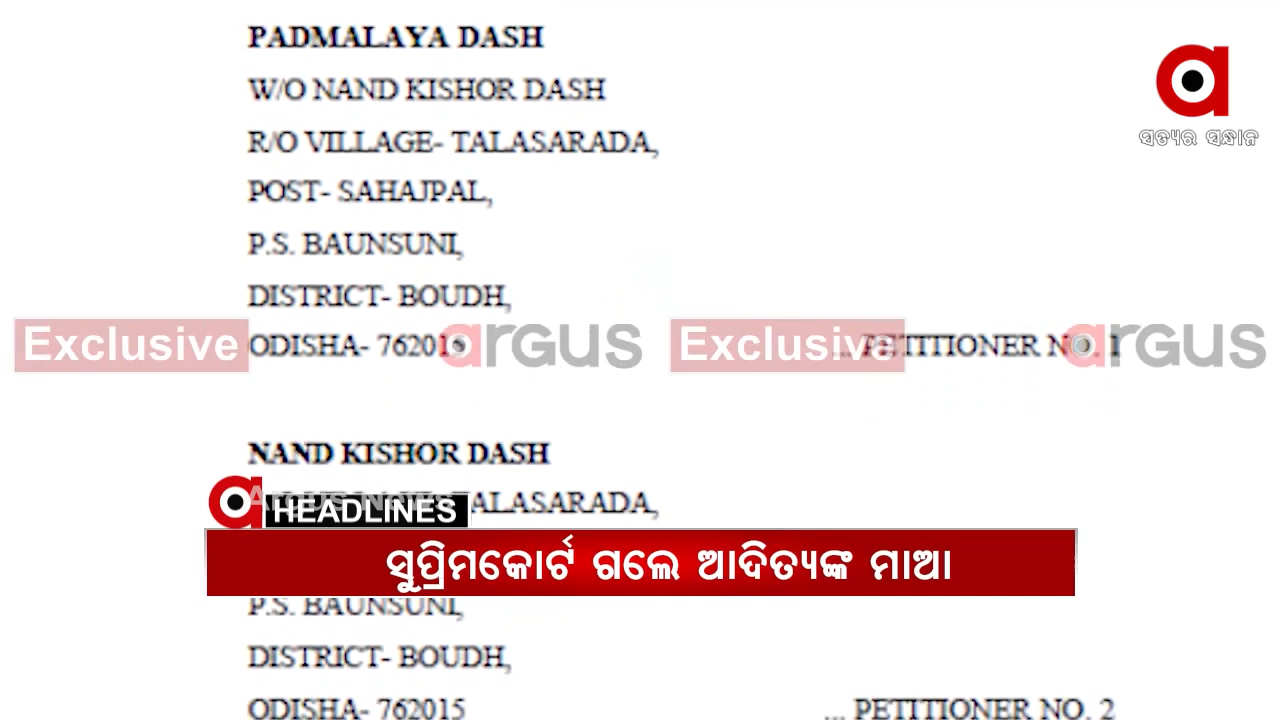 PADMALAYA DASH
W/O NAND KISHOR DASH
R/O VILLAGE- TALASARADA,
POST- SAHAJPAL,
P.S. BAUNSUNI,
DISTRICT- BOUDH,
ODISHA- 762015 ... PETITIONER NO. 1
ସତ୍ୟର ସନ୍ଧାନ
Exclusive argus Exclusive argus
NAND KISHOR DASH
TALASARADA,
Argus News
HEADLINES
ସୁପ୍ରିମକୋର୍ଟ ଗଲେ ଆଦିତ୍ୟଙ୍କ ମାଆ
P.S. BAUNSUNI,
DISTRICT- BOUDH,
ODISHA- 762015 ... PETITIONER NO. 2